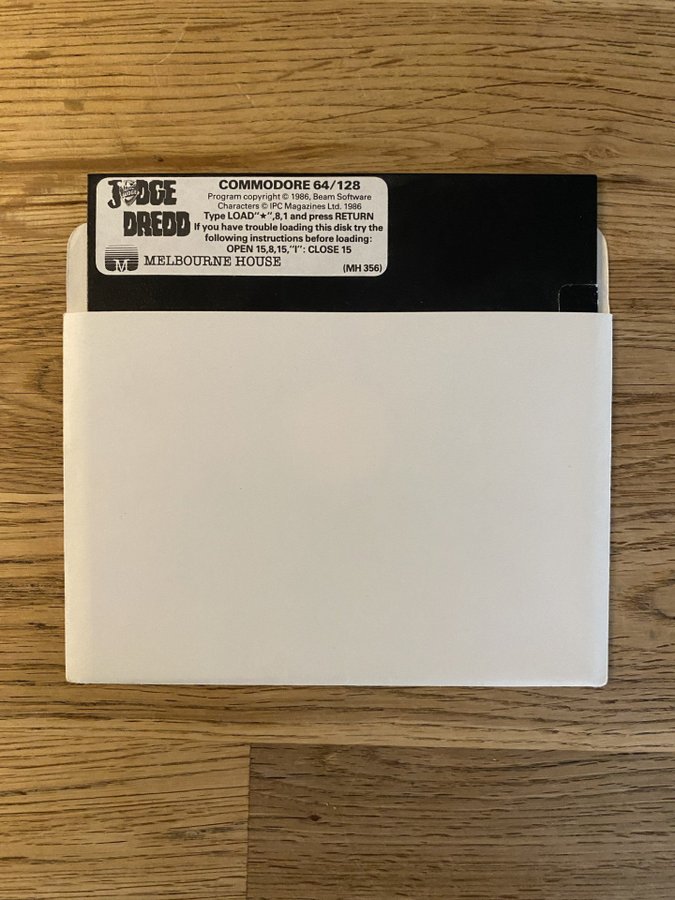 JUDGE
DREDD
COMMODORE 64/128
Program copyright © 1986, Beam Software
Characters © IPC Magazines Ltd. 1986
Type LOAD"★",8,1 and press RETURN
If you have trouble loading this disk try the
following instructions before loading:
OPEN 15,8,15,"I": CLOSE 15
M MELBOURNE HOUSE
(MH 356)